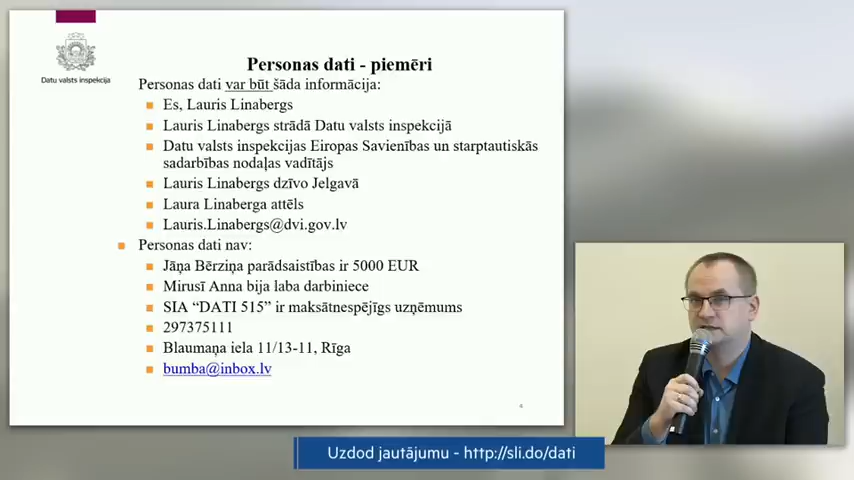 Datu valsts inspekcija
Personas dati - piemēri
Personas dati var būt šāda informācija:
Es, Lauris Linabergs
Lauris Linabergs strādā Datu valsts inspekcijā
Datu valsts inspekcijas Eiropas Savienības un starptautiskās
sadarbības nodaļas vadītājs
Lauris Linabergs dzīvo Jelgavā
Laura Linaberga attēls
Lauris.Linabergs@dvi.gov.lv
Personas dati nav:
Jāņa Bērziņa parādsaistības ir 5000 EUR
Mirusī Anna bija laba darbiniece
SIA “DATI 515” ir maksātnespējīgs uzņēmums
297375111
Blaumaņa iela 11/13-11, Rīga
bumba@inbox.lv
Uzdod jautājumu - http://sli.do/dati